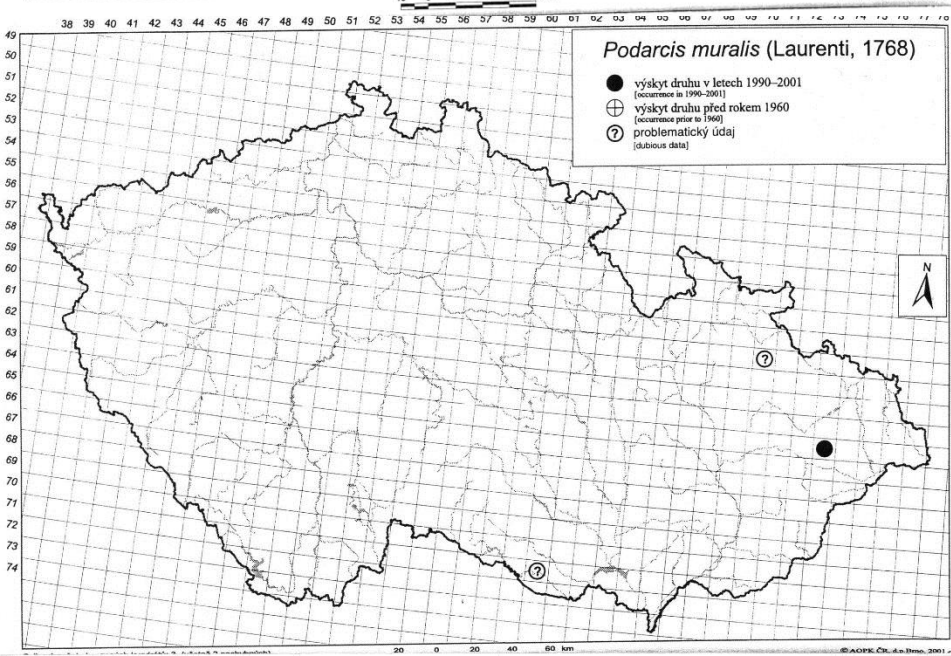 38 39 40 41 42 43 44 45 46 47 48 49 50 51 52 53 54 55 56 57 58 59 60 61 62 63 64 65 66 67 68 69 70 71 72 73 74 75 76 77 78
49
50
51
52
53
54
55
56
57
58
59
60
61
62
63
64
65
66
67
68
69
70
71
72
73
74
Podarcis muralis (Laurenti, 1768)
výskyt druhu v letech 1990–2001
[occurrence in 1990–2001]
výskyt druhu před rokem 1960
[occurrence prior to 1960]
? problematický údaj
[dubious data]
N
?
?
20 0 20 40 60 km
© AOPK ČR, d.p. Brno, 2001